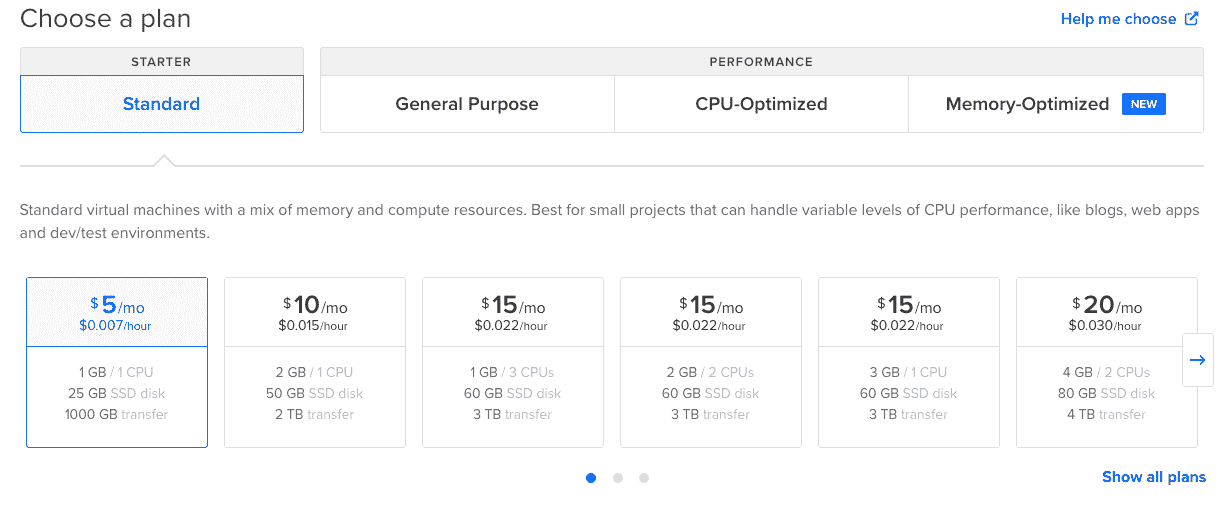 Choose a plan
Help me choose
STARTER
PERFORMANCE
Standard
General Purpose
CPU-Optimized
Memory-Optimized NEW
Standard virtual machines with a mix of memory and compute resources. Best for small projects that can handle variable levels of CPU performance, like blogs, web apps
and dev/test environments.
$5/mo
$0.007/hour
1 GB / 1 CPU
25 GB SSD disk
1000 GB transfer
$10/mo
$0.015/hour
2 GB / 1 CPU
50 GB SSD disk
2 TB transfer
$15/mo
$0.022/hour
1 GB / 3 CPUs
60 GB SSD disk
3 TB transfer
$15/mo
$0.022/hour
2 GB / 2 CPUs
60 GB SSD disk
3 TB transfer
$15/mo
$0.022/hour
3 GB / 1 CPU
60 GB SSD disk
3 TB transfer
$20/mo
$0.030/hour
4 GB / 2 CPUs
80 GB SSD disk
4 TB transfer
Show all plans